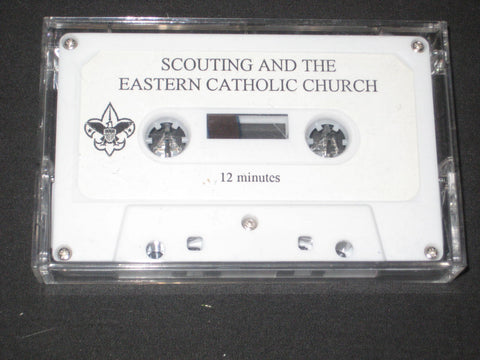 SCOUTING AND THE
EASTERN CATHOLIC CHURCH
12 minutes